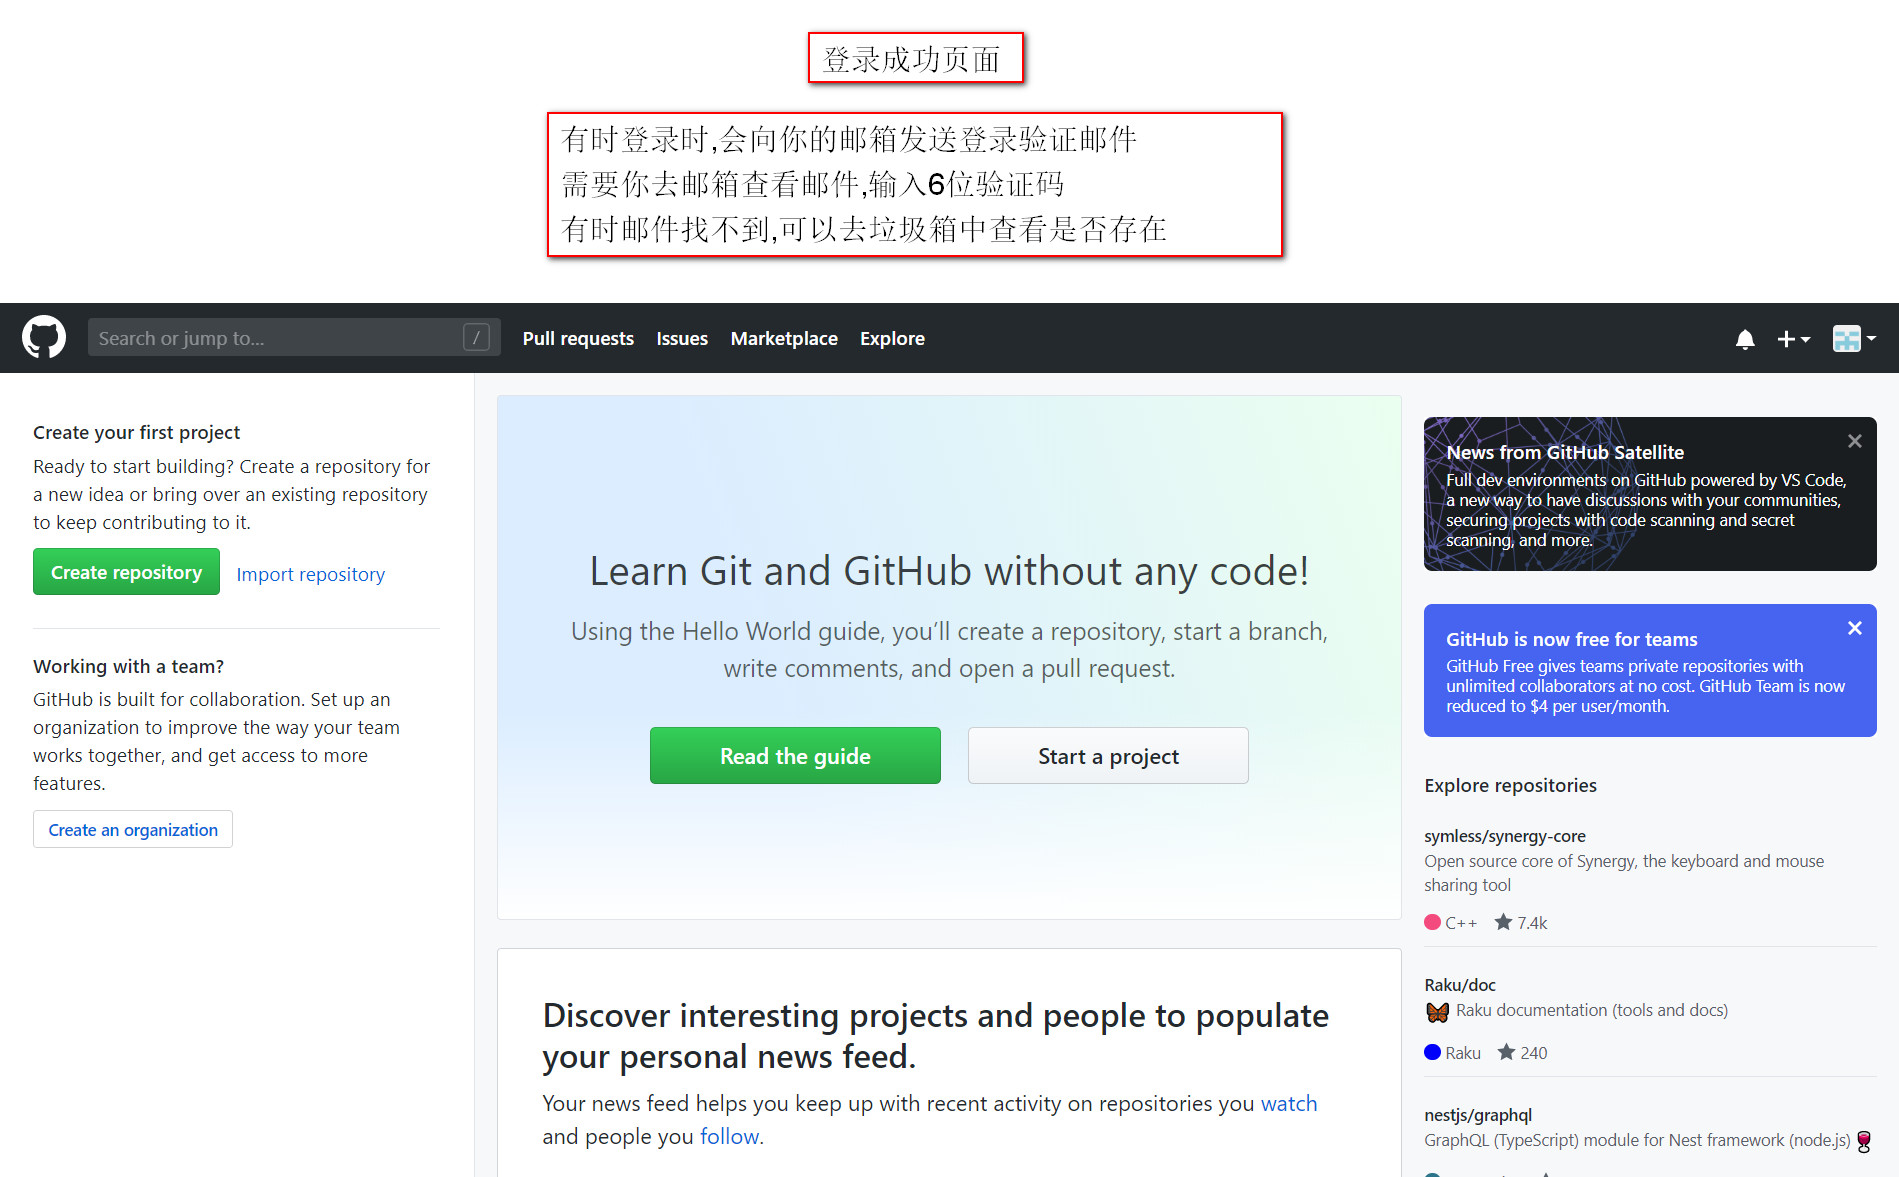 登录成功页面
有时登录时,会向你的邮箱发送登录验证邮件
需要你去邮箱查看邮件,输入6位验证码
有时邮件找不到,可以去垃圾箱中查看是否存在
Search or jump to... /
Pull requests Issues Marketplace Explore
Create your first project
Ready to start building? Create a repository for
a new idea or bring over an existing repository
to keep contributing to it.
Create repository Import repository
Working with a team?
GitHub is built for collaboration. Set up an
organization to improve the way your team
works together, and get access to more
features.
Create an organization
Learn Git and GitHub without any code!
Using the Hello World guide, you’ll create a repository, start a branch,
write comments, and open a pull request.
Read the guide Start a project
Discover interesting projects and people to populate
your personal news feed.
Your news feed helps you keep up with recent activity on repositories you watch
and people you follow.
News from GitHub Satellite
Full dev environments on GitHub powered by VS Code,
a new way to have discussions with your communities,
securing projects with code scanning and secret
scanning, and more.
GitHub is now free for teams
GitHub Free gives teams private repositories with
unlimited collaborators at no cost. GitHub Team is now
reduced to $4 per user/month.
Explore repositories
symless/synergy-core
Open source core of Synergy, the keyboard and mouse
sharing tool
C++ 7.4k
Raku/doc
Raku documentation (tools and docs)
Raku 240
nestjs/graphql
GraphQL (TypeScript) module for Nest framework (node.js)